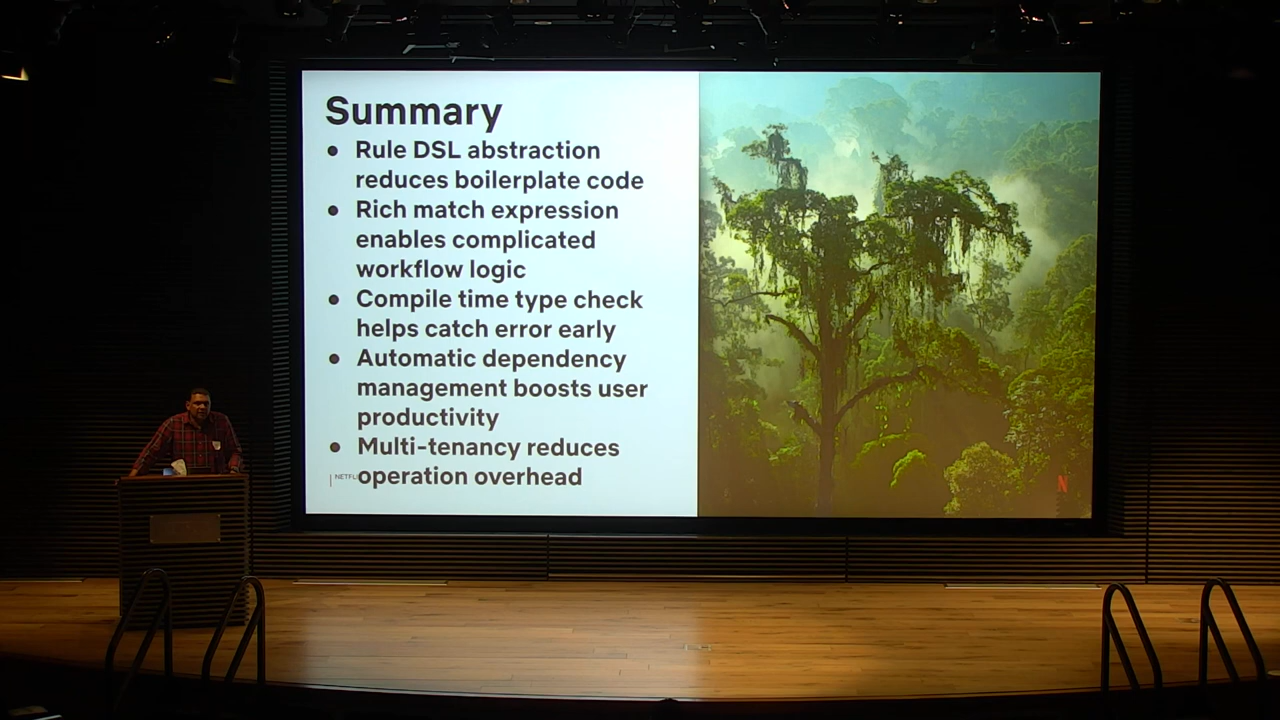 Summary
● Rule DSL abstraction
reduces boilerplate code
● Rich match expression
enables complicated
workflow logic
● Compile time type check
helps catch error early
● Automatic dependency
management boosts user
productivity
● Multi-tenancy reduces
operation overhead
N